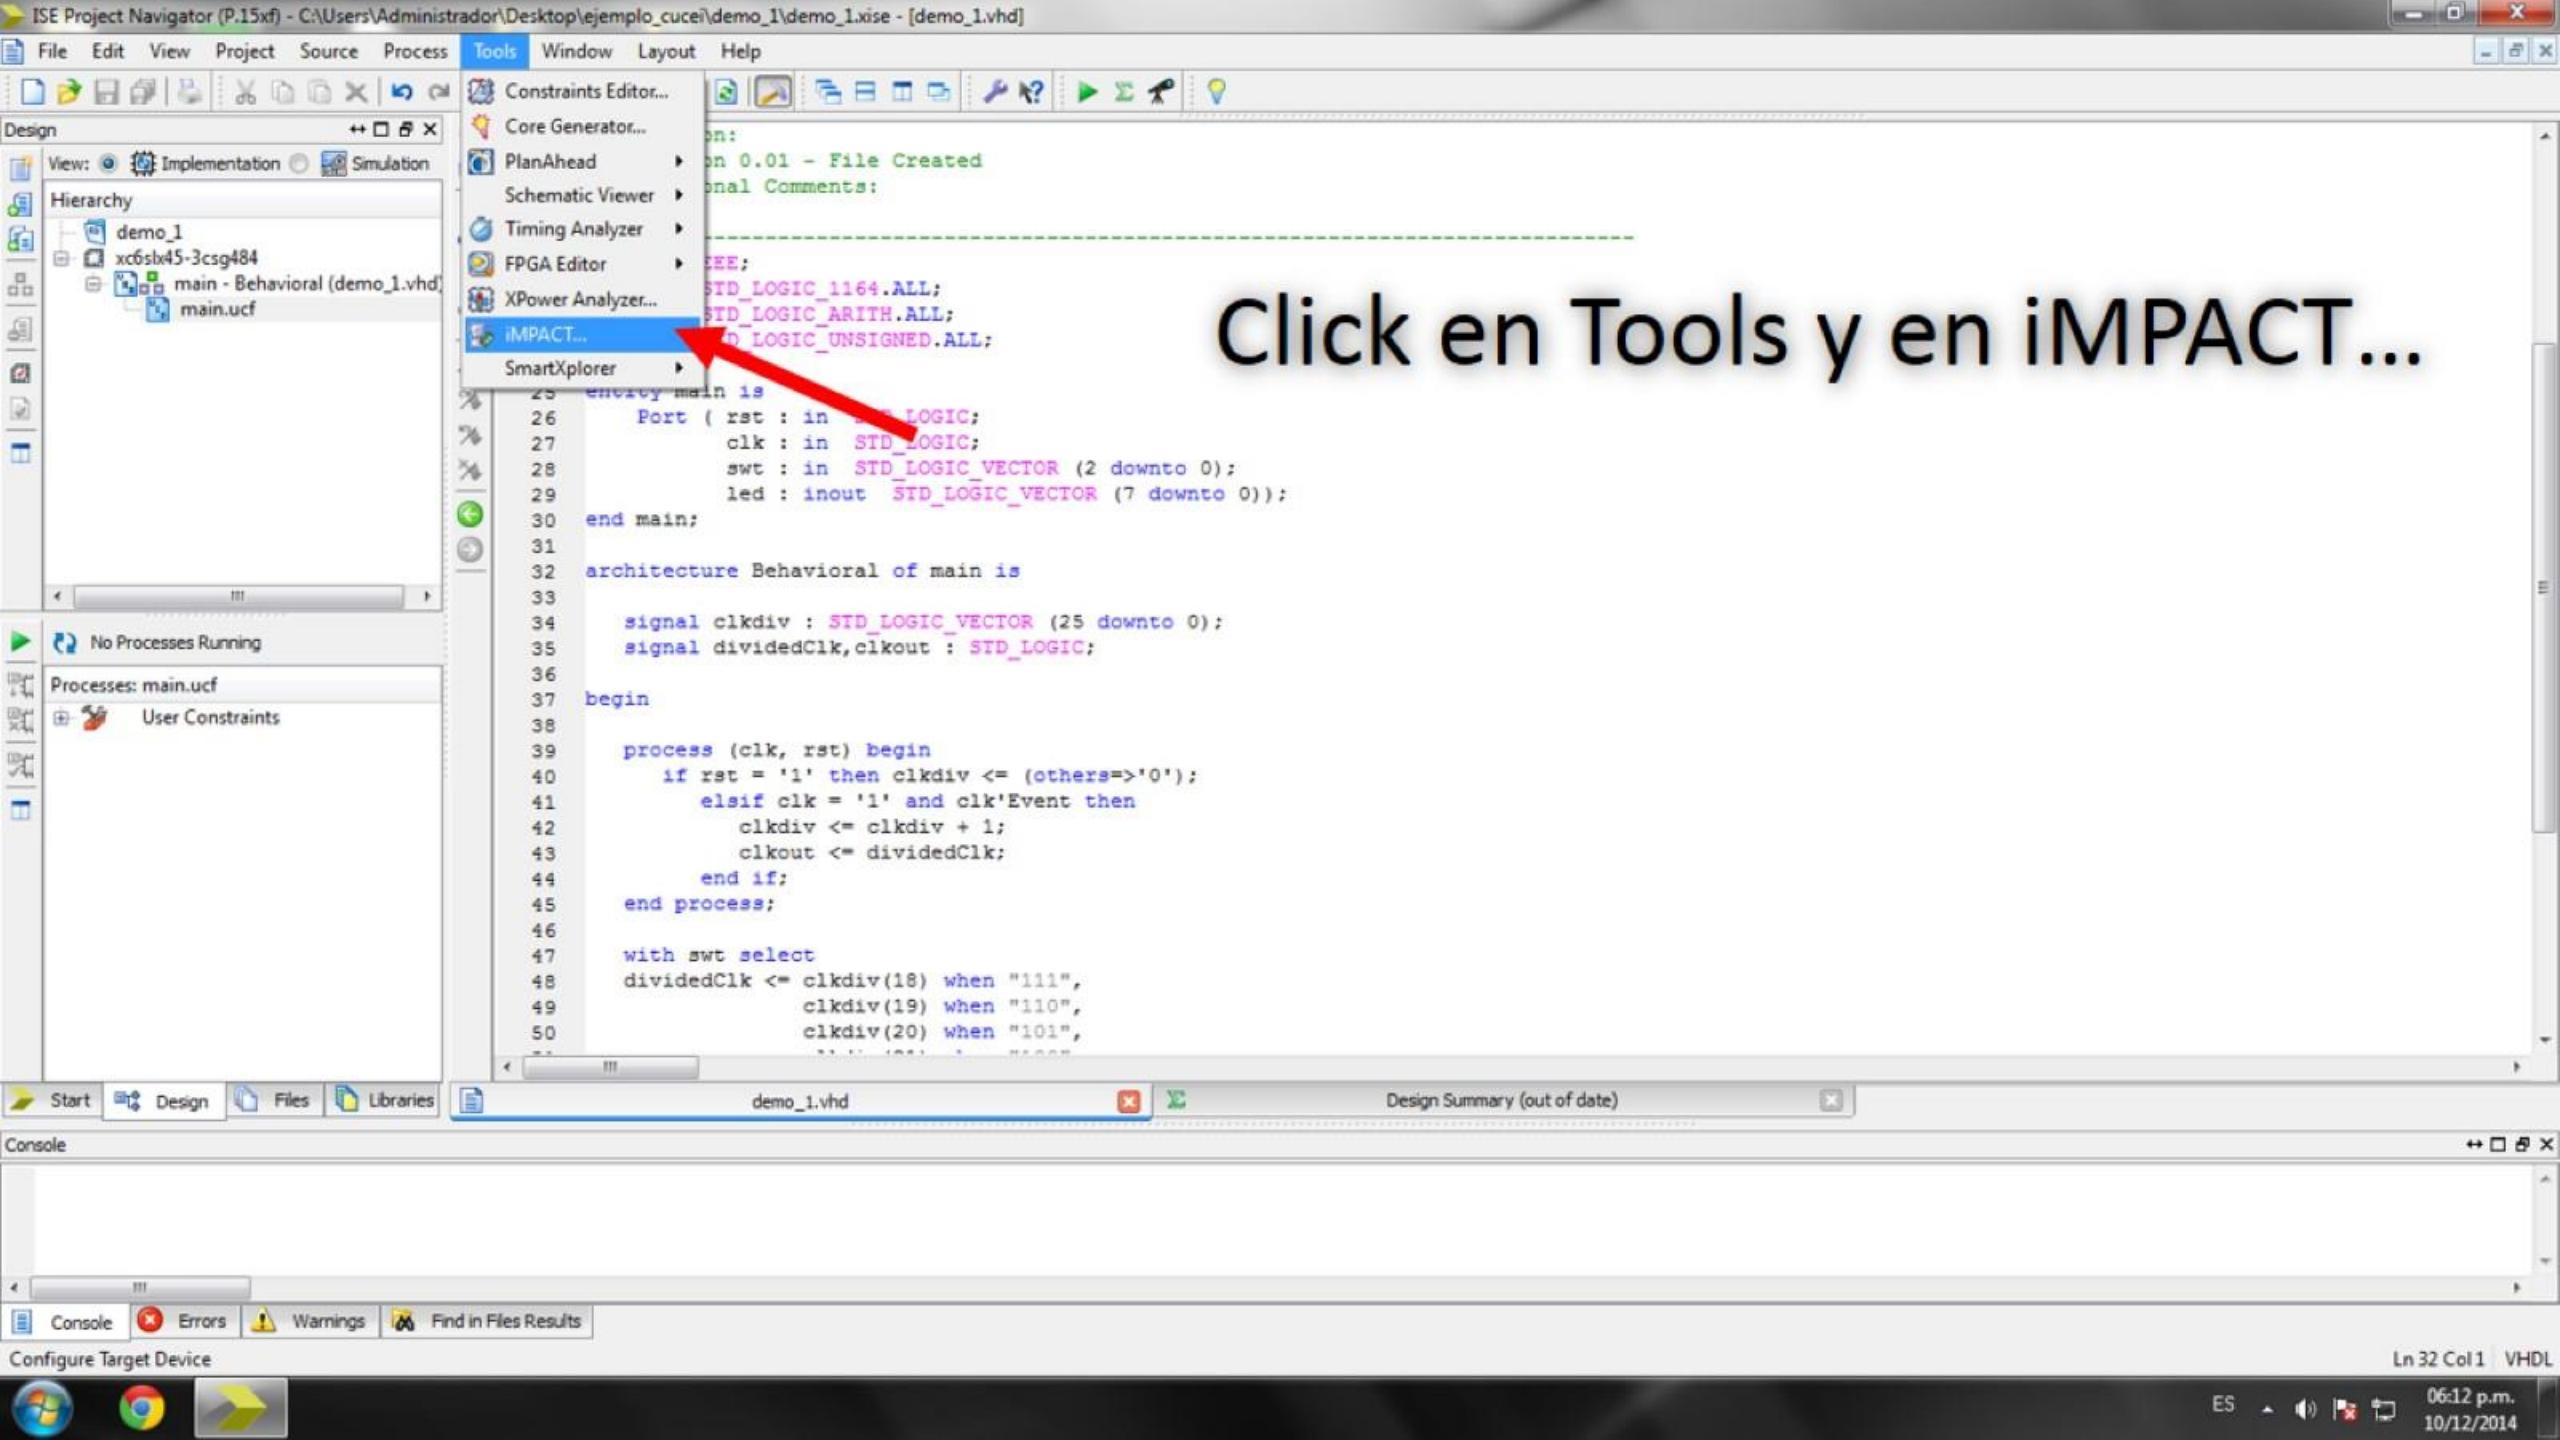 ISE Project Navigator (P.15xf) - C:\Users\Administrador\Desktop\ejemplo_cucei\demo_1\demo_1.xise - [demo_1.vhd]
File Edit View Project Source Process Tools Window Layout Help
Constraints Editor...
Core Generator...
PlanAhead
Schematic Viewer
Timing Analyzer
FPGA Editor
XPower Analyzer...
iMPACT...
SmartXplorer
Design
View: Implementation Simulation
Hierarchy
demo_1
xc6slx45-3csg484
main - Behavioral (demo_1.vhd)
main.ucf
No Processes Running
Processes: main.ucf
User Constraints
Start Design Files Libraries
on:
on 0.01 - File Created
onal Comments:
--------------------------------------------------------------------------
EEE;
STD_LOGIC_1164.ALL;
STD_LOGIC_ARITH.ALL;
D_LOGIC_UNSIGNED.ALL;
Click en Tools y en iMPACT...
25 entity main is
26 Port ( rst : in LOGIC;
27 clk : in STD_LOGIC;
28 swt : in STD_LOGIC_VECTOR (2 downto 0);
29 led : inout STD_LOGIC_VECTOR (7 downto 0));
30 end main;
31
32 architecture Behavioral of main is
33
34 signal clkdiv : STD_LOGIC_VECTOR (25 downto 0);
35 signal dividedClk,clkout : STD_LOGIC;
36
37 begin
38
39 process (clk, rst) begin
40 if rst = '1' then clkdiv <= (others=>'0');
41 elsif clk = '1' and clk'Event then
42 clkdiv <= clkdiv + 1;
43 clkout <= dividedClk;
44 end if;
45 end process;
46
47 with swt select
48 dividedClk <= clkdiv(18) when "111",
49 clkdiv(19) when "110",
50 clkdiv(20) when "101",
demo_1.vhd
Design Summary (out of date)
Console
Console Errors Warnings Find in Files Results
Configure Target Device
Ln 32 Col 1 VHDL
ES
06:12 p.m.
10/12/2014